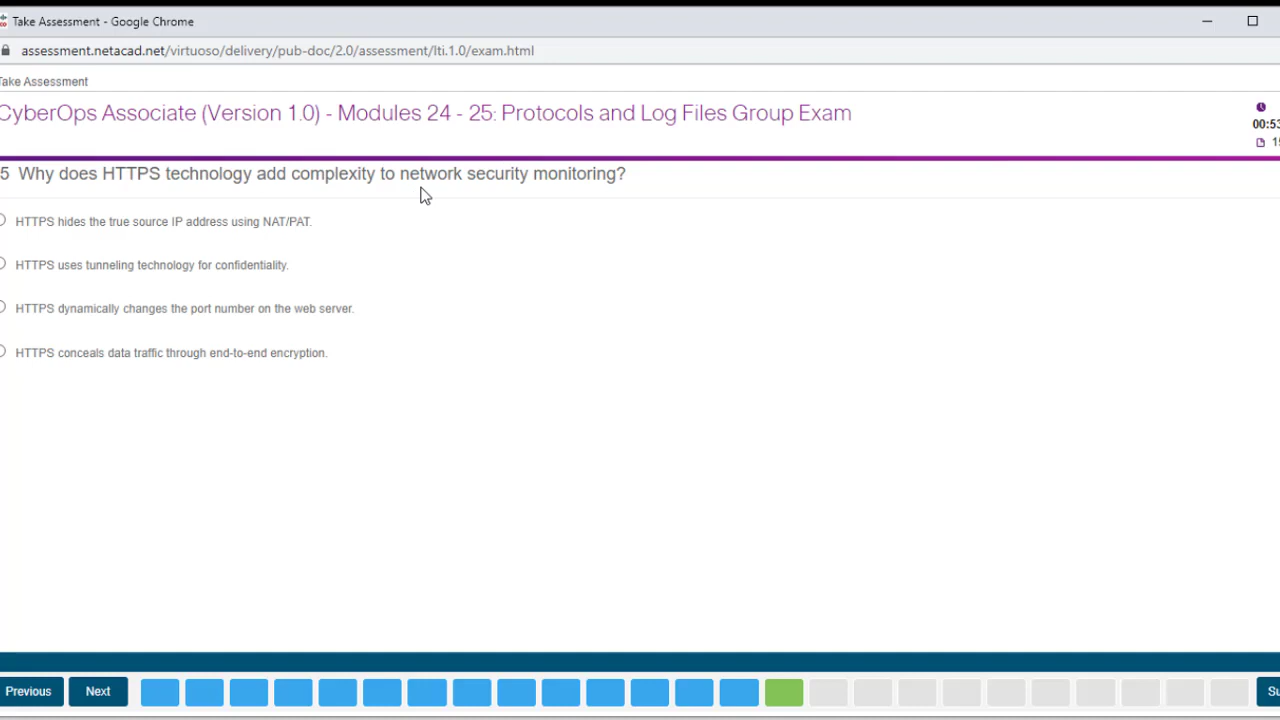 Take Assessment - Google Chrome
assessment.netacad.net/virtuoso/delivery/pub-doc/2.0/assessment/lti.1.0/exam.html
Take Assessment
CyberOps Associate (Version 1.0) - Modules 24 - 25: Protocols and Log Files Group Exam
00:53
15
5 Why does HTTPS technology add complexity to network security monitoring?
HTTPS hides the true source IP address using NAT/PAT.
HTTPS uses tunneling technology for confidentiality.
HTTPS dynamically changes the port number on the web server.
HTTPS conceals data traffic through end-to-end encryption.
Previous
Next
Su